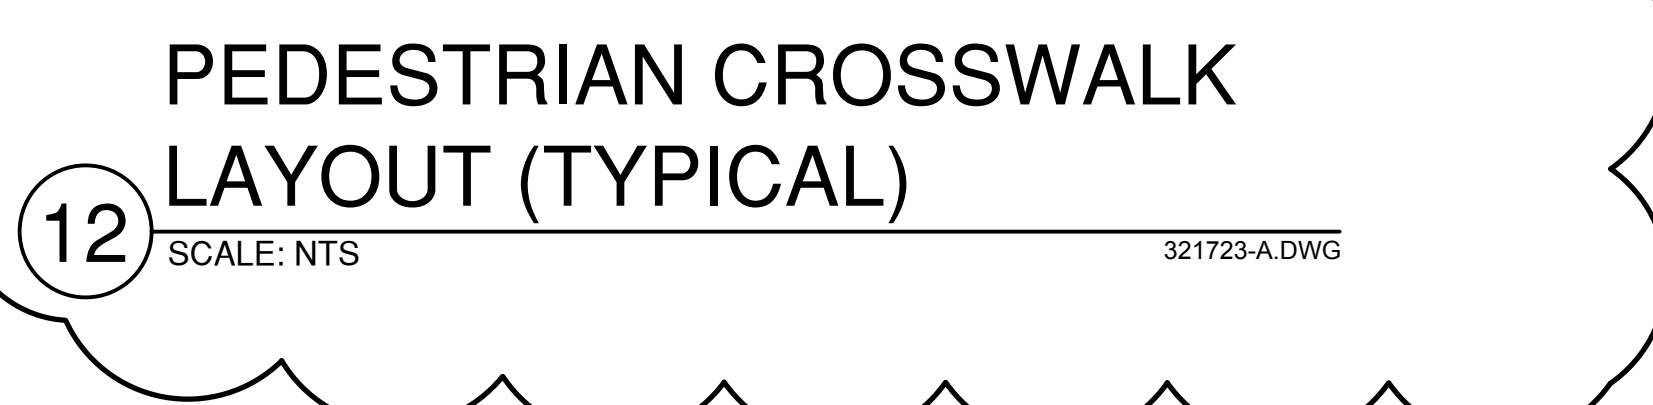 PEDESTRIAN CROSSWALK
LAYOUT (TYPICAL)
12
SCALE: NTS
321723-A.DWG